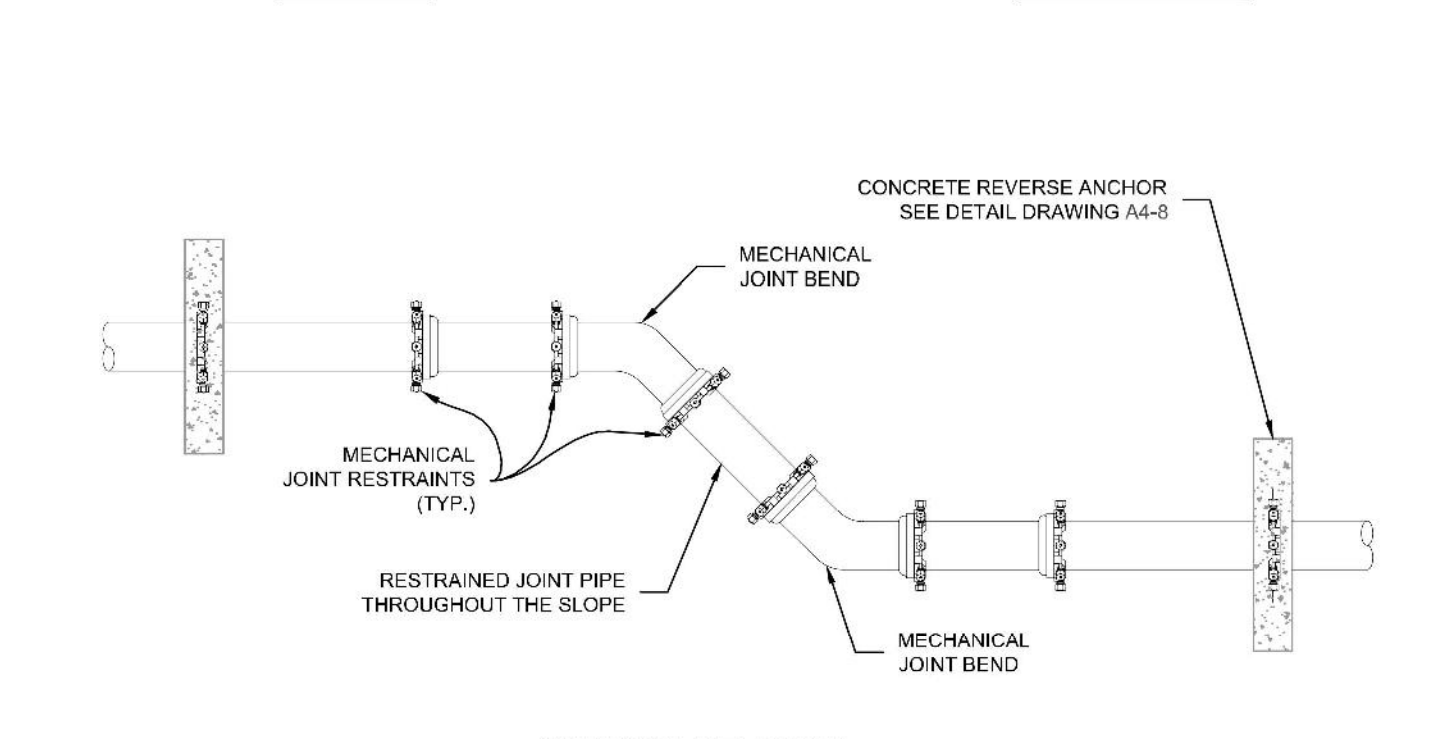 CONCRETE REVERSE ANCHOR
SEE DETAIL DRAWING A4-8
MECHANICAL
JOINT BEND
MECHANICAL
JOINT RESTRAINTS
(TYP.)
RESTRAINED JOINT PIPE
THROUGHOUT THE SLOPE
MECHANICAL
JOINT BEND